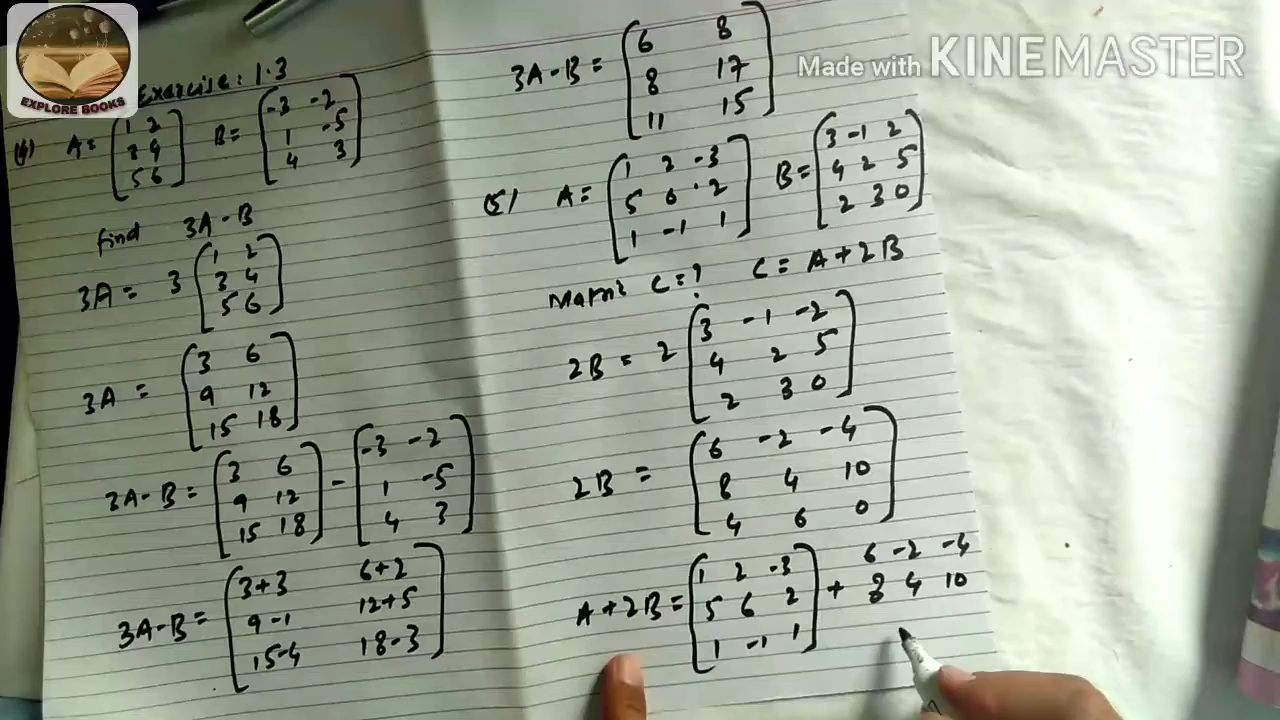 EXPLORE BOOKS
Made with KINEMASTER
Exercise: 1.3
(4) A = [1 2
3 4
5 6] B = [-3 -2
1 -5
4 3]
find 3A-B
3A = 3 [1 2
3 4
5 6]
3A = [3 6
9 12
15 18]
3A-B = [3 6
9 12
15 18] - [-3 -2
1 -5
4 3]
3A-B = [3+3 6+2
9-1 12+5
15-4 18-3]
3A-B = [6 8
8 17
11 15]
(5) A = [1 2 -3
5 0 2
1 -1 1] B = [3 -1 2
4 2 5
2 3 0]
Matri C=? C = A+2B
2B = 2 [3 -1 -2
4 2 5
2 3 0]
2B = [6 -2 -4
8 4 10
4 6 0]
A+2B = [1 2 -3
5 6 2
1 -1 1] + 6 -2 -4
8 4 10